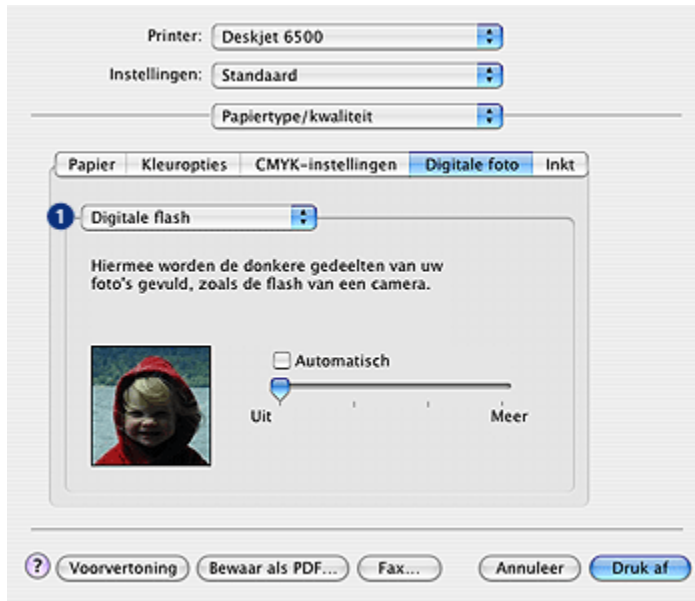 Printer: Deskjet 6500
Instellingen: Standaard
Papiertype/kwaliteit
Papier Kleuropties CMYK-instellingen Digitale foto Inkt
1 Digitale flash
Hiermee worden de donkere gedeelten van uw
foto's gevuld, zoals de flash van een camera.
Automatisch
Uit Meer
? Voorvertoning Bewaar als PDF... Fax... Annuleer Druk af